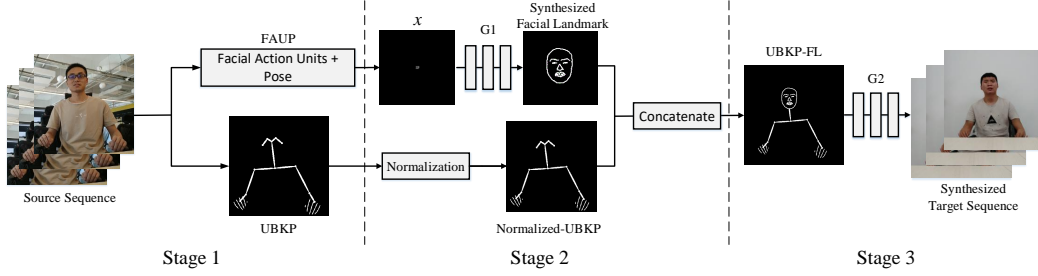 FAUP
Facial Action Units +
Pose
Source Sequence
UBKP
Stage 1
x
G1
Synthesized
Facial Landmark
Normalization
Normalized-UBKP
Concatenate
Stage 2
UBKP-FL
G2
Synthesized
Target Sequence
Stage 3